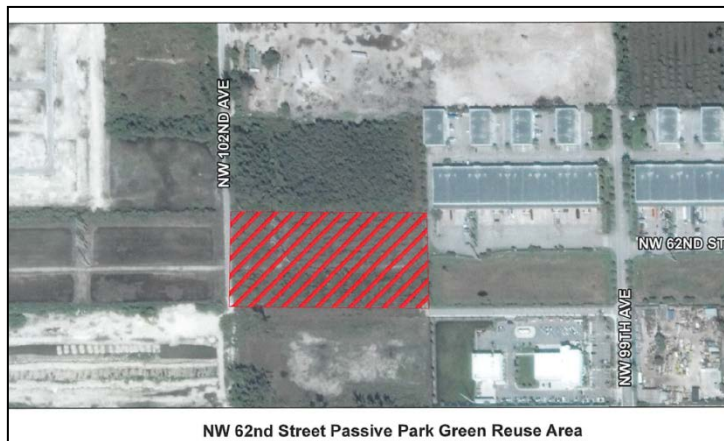 NW 102ND AVE
NW 62ND ST
NW 99TH AVE
NW 62nd Street Passive Park Green Reuse Area